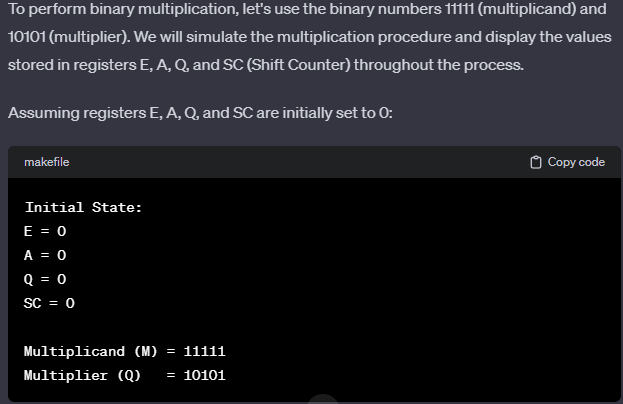 To perform binary multiplication, let's use the binary numbers 11111 (multiplicand) and
10101 (multiplier). We will simulate the multiplication procedure and display the values
stored in registers E, A, Q, and SC (Shift Counter) throughout the process.
Assuming registers E, A, Q, and SC are initially set to 0:
makefile Copy code
Initial State:
E = 0
A = 0
Q = 0
SC = 0
Multiplicand (M) = 11111
Multiplier (Q) = 10101